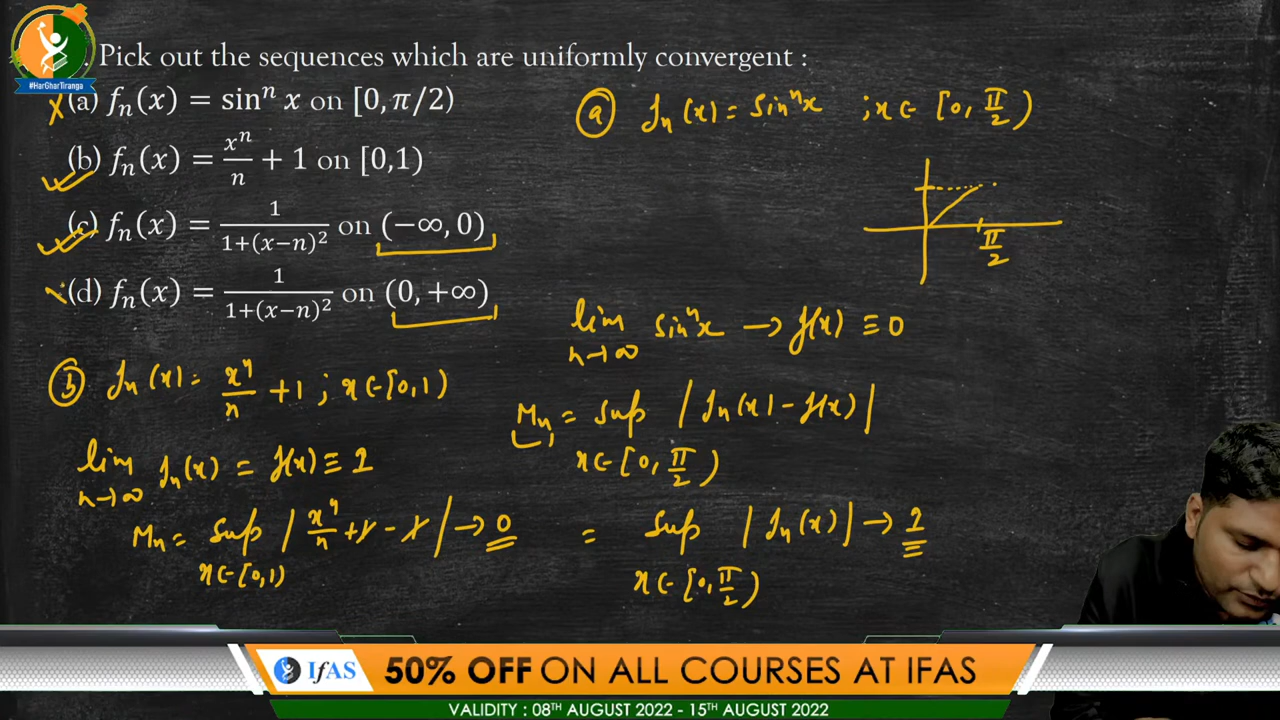 #HarGharTiranga
. Pick out the sequences which are uniformly convergent :
(a) fₙ(x) = sinⁿ x on [0, π/2)
(b) fₙ(x) = xⁿ/n + 1 on [0,1)
(c) fₙ(x) = 1/(1+(x−n)²) on (−∞, 0)
(d) fₙ(x) = 1/(1+(x−n)²) on (0, +∞)
(b) fₙ(x) = xⁿ/n + 1 ; x ∈ [0, 1)
lim n→∞ fₙ(x) = f(x) ≡ 1
Mₙ = sup x∈[0,1) | xⁿ/n + 1 − 1 | → 0
(a) fₙ(x) = sinⁿx ; x ∈ [0, π/2)
π/2
lim n→∞ sinⁿx → f(x) ≡ 0
Mₙ = sup x∈[0, π/2) | fₙ(x) − f(x) |
= sup x∈[0, π/2) | fₙ(x) | → 1
IFAS 50% OFF ON ALL COURSES AT IFAS
VALIDITY : 08TH AUGUST 2022 - 15TH AUGUST 2022